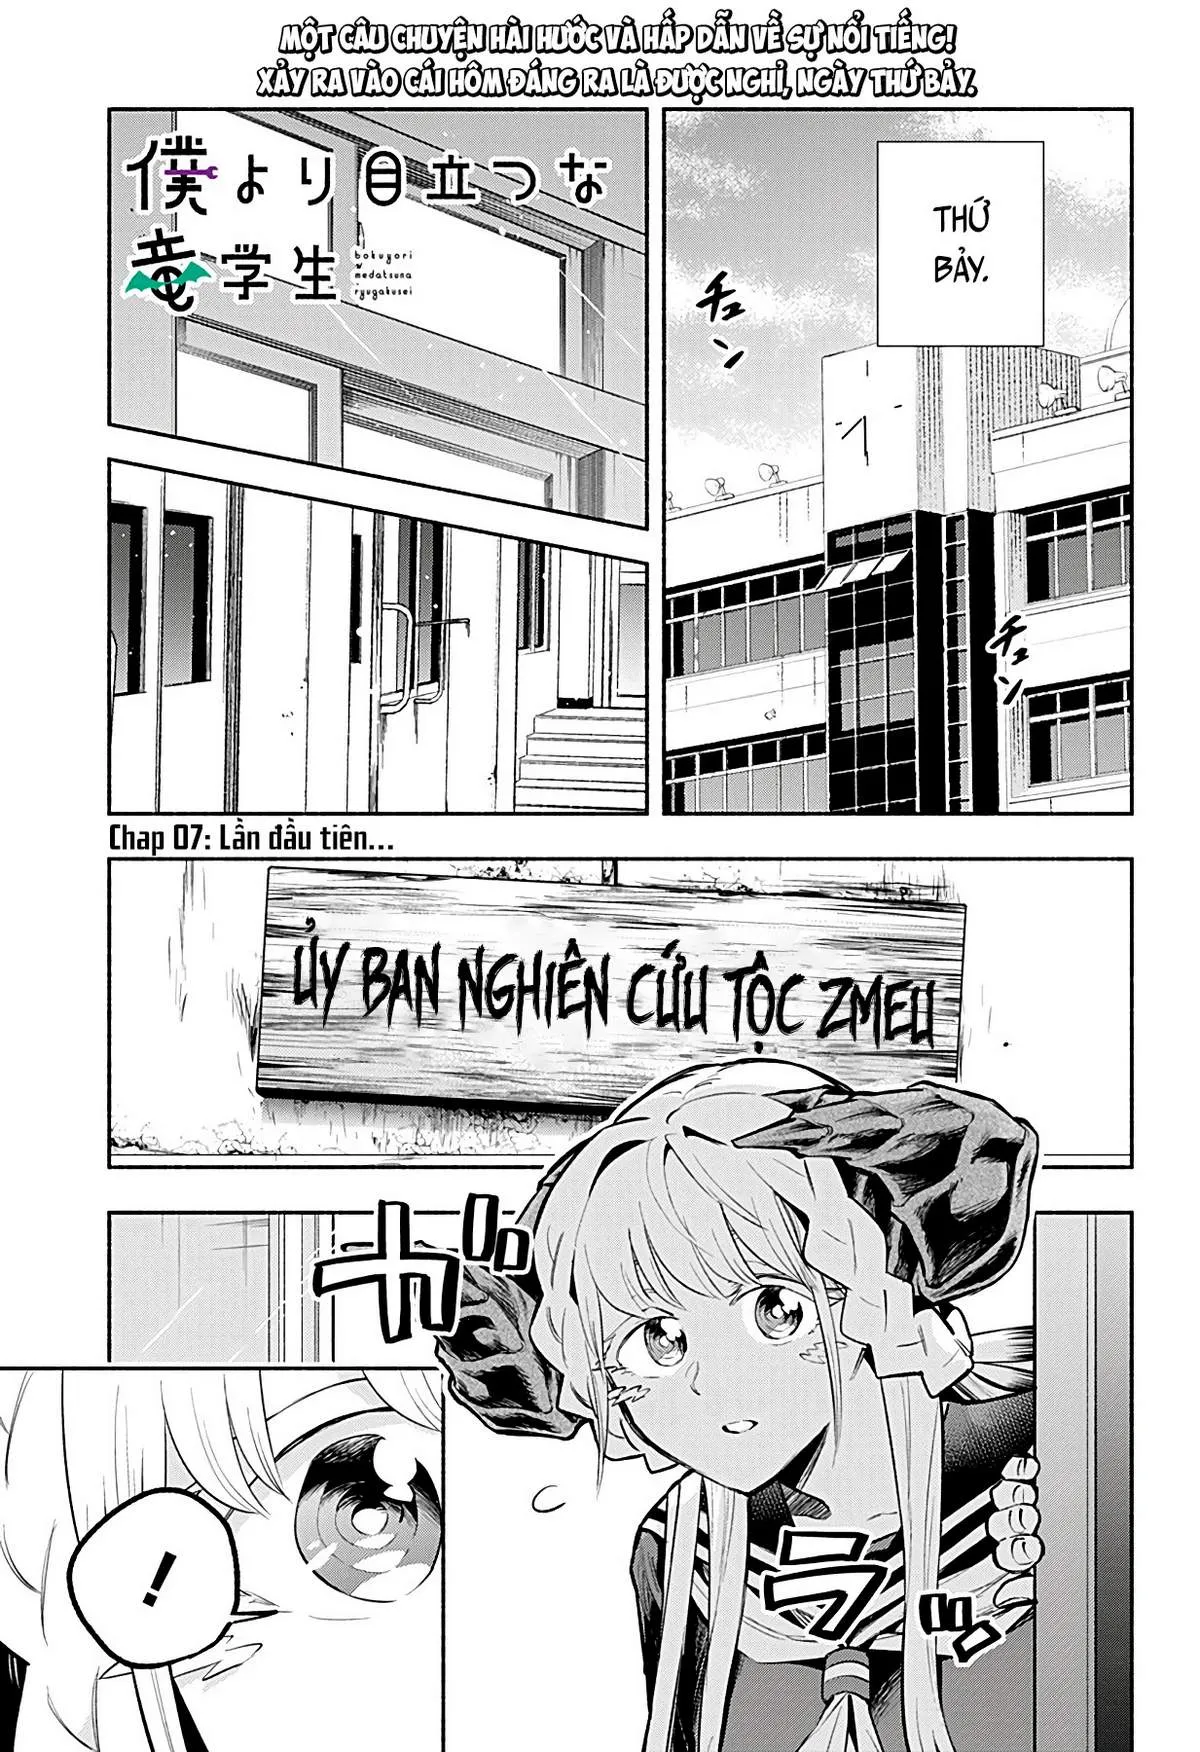 MỘT CÂU CHUYỆN HÀI HƯỚC VÀ HẤP DẪN VỀ SỰ NỔI TIẾNG!
XẢY RA VÀO CÁI HÔM ĐÁNG RA LÀ ĐƯỢC NGHỈ, NGÀY THỨ BẢY.
THỨ
BẢY.
チュン
チュン
僕より目立つな
竜学生
bokuyori
medatsuna
ryugakusei
Chap 07: Lần đầu tiên...
ỦY BAN NGHIÊN CỨU TỘC ZMEU
キロロ
ラッ
!